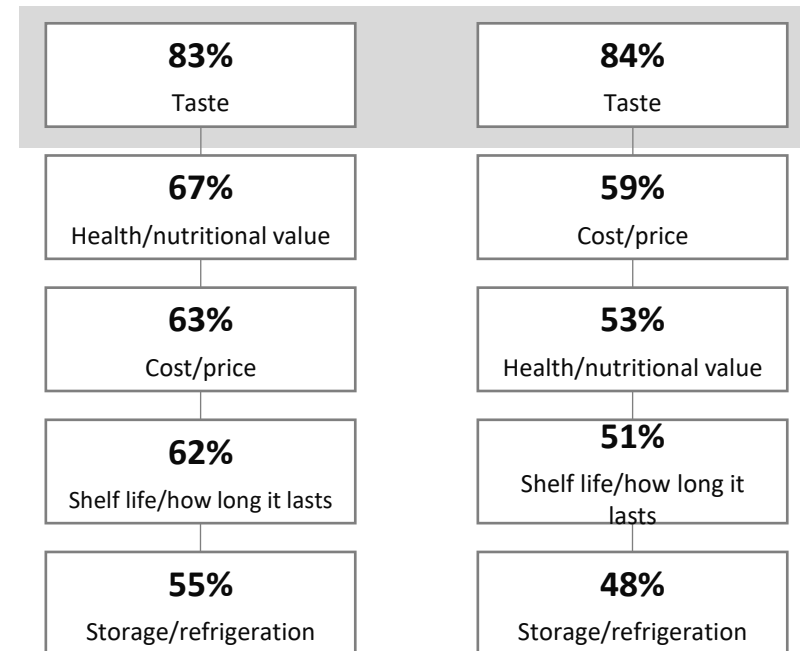 83%
Taste
67%
Health/nutritional value
63%
Cost/price
62%
Shelf life/how long it lasts
55%
Storage/refrigeration
84%
Taste
59%
Cost/price
53%
Health/nutritional value
51%
Shelf life/how long it
lasts
48%
Storage/refrigeration